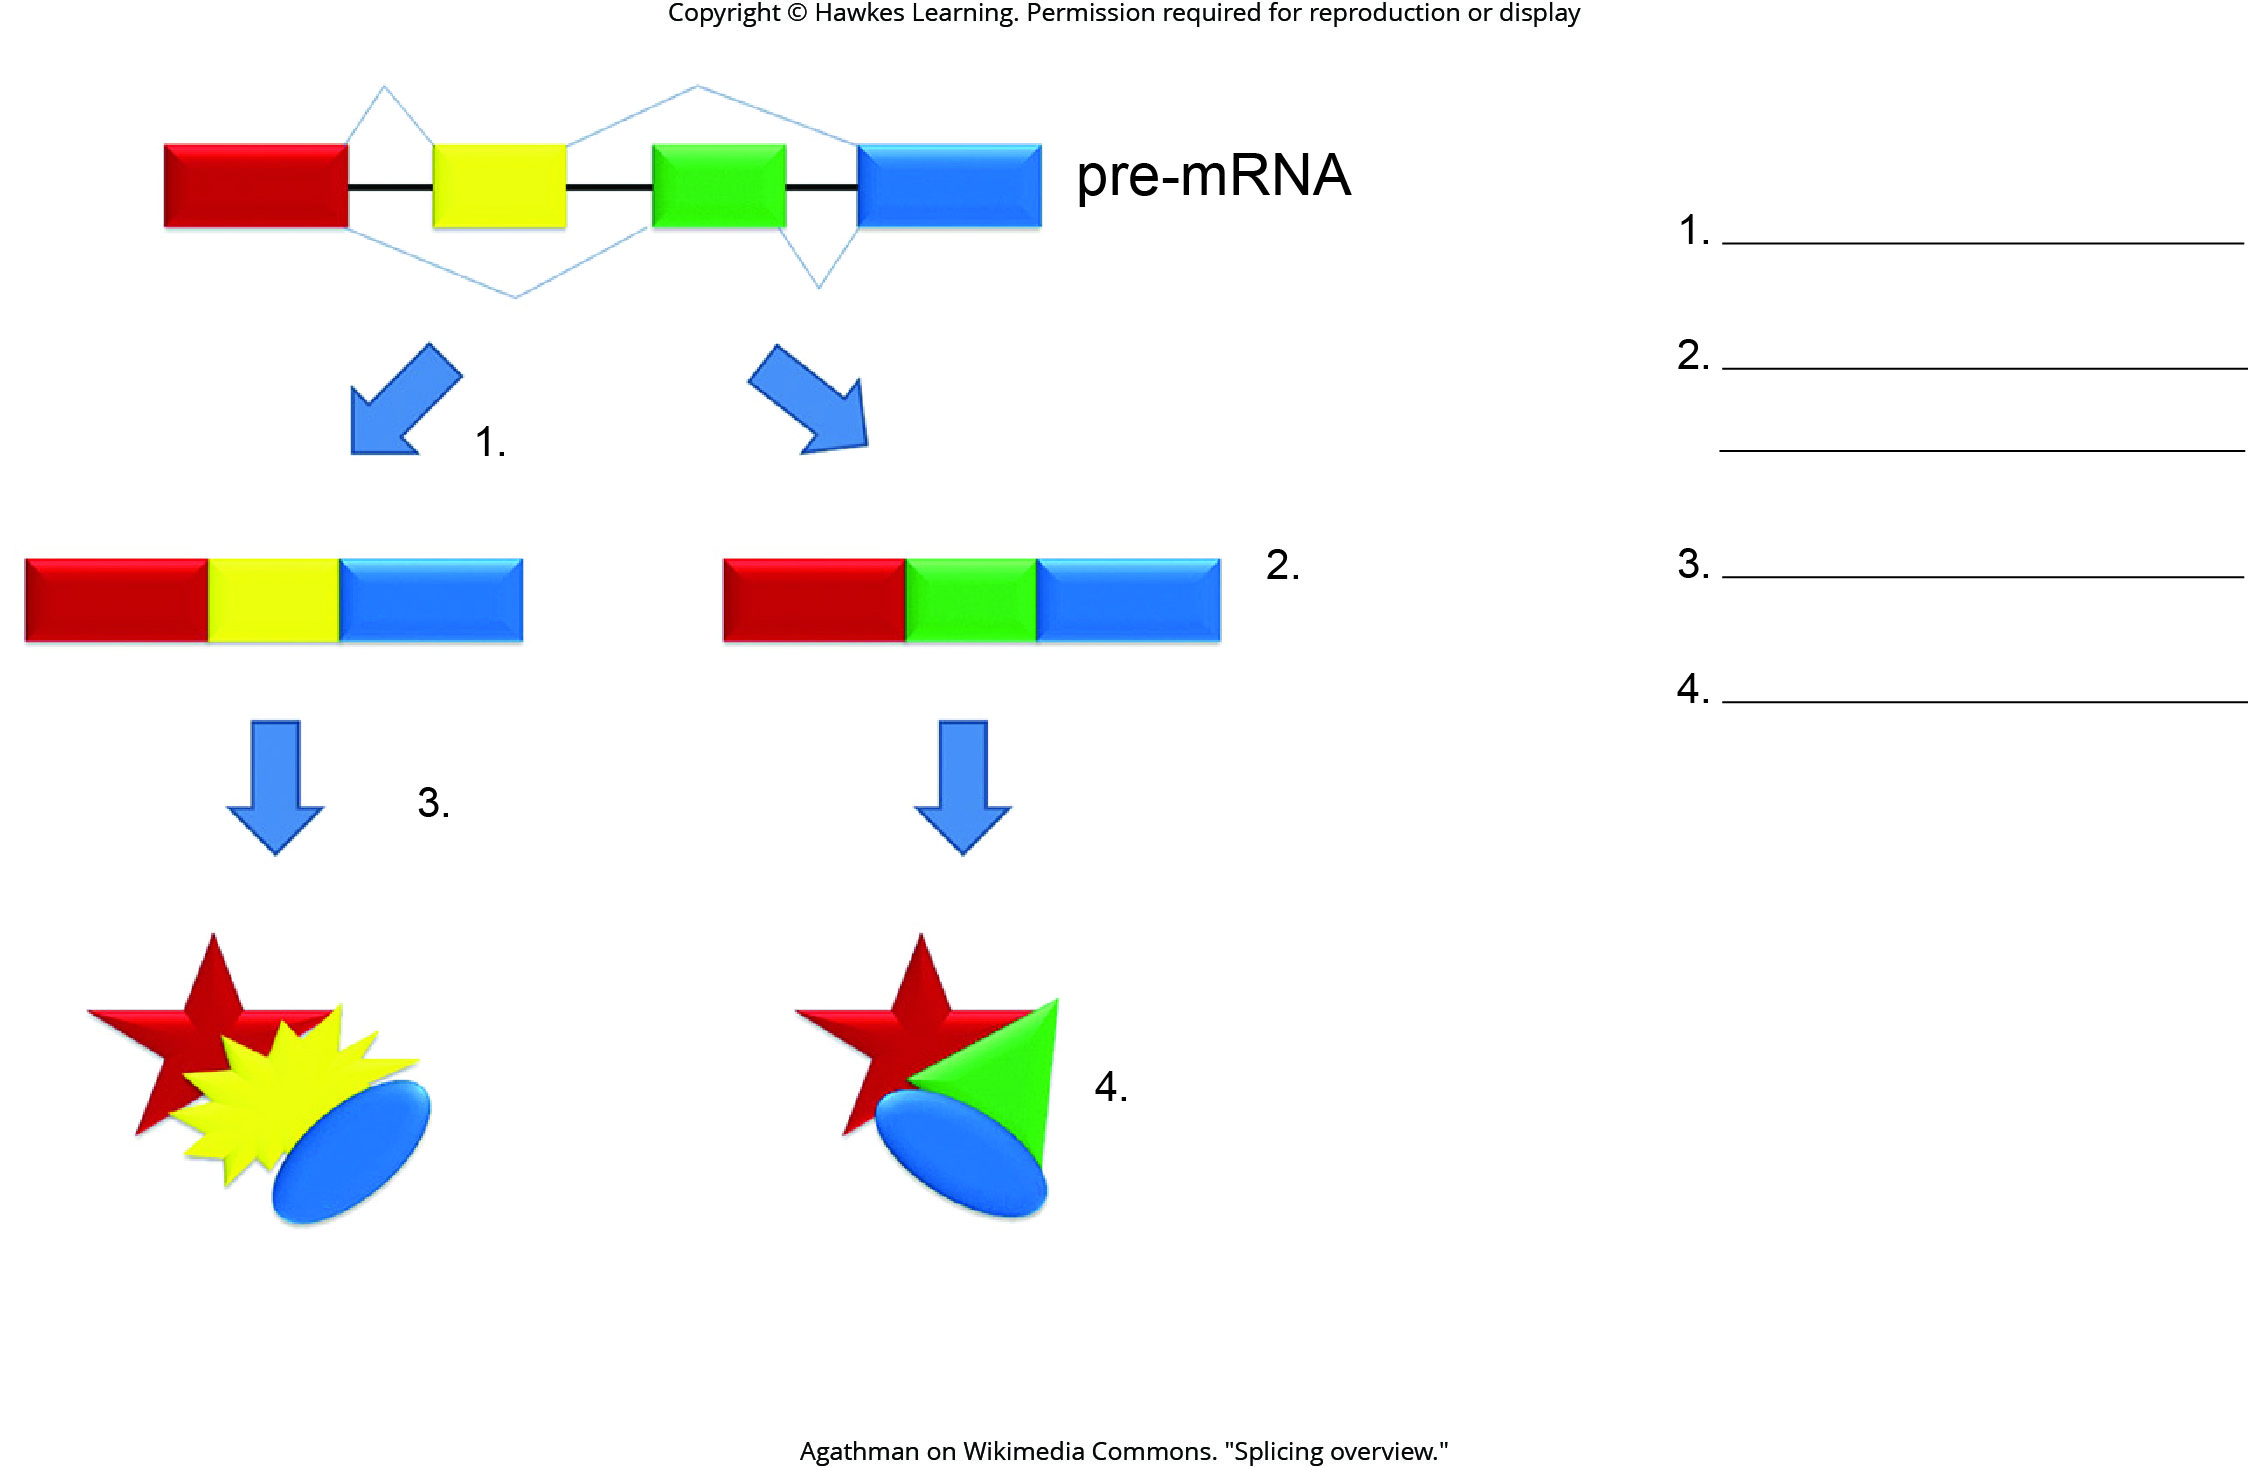 Copyright © Hawkes Learning. Permission required for reproduction or display
pre-mRNA
1.
2.
3.
4.
1.
2.
3.
4.
Agathman on Wikimedia Commons. "Splicing overview."